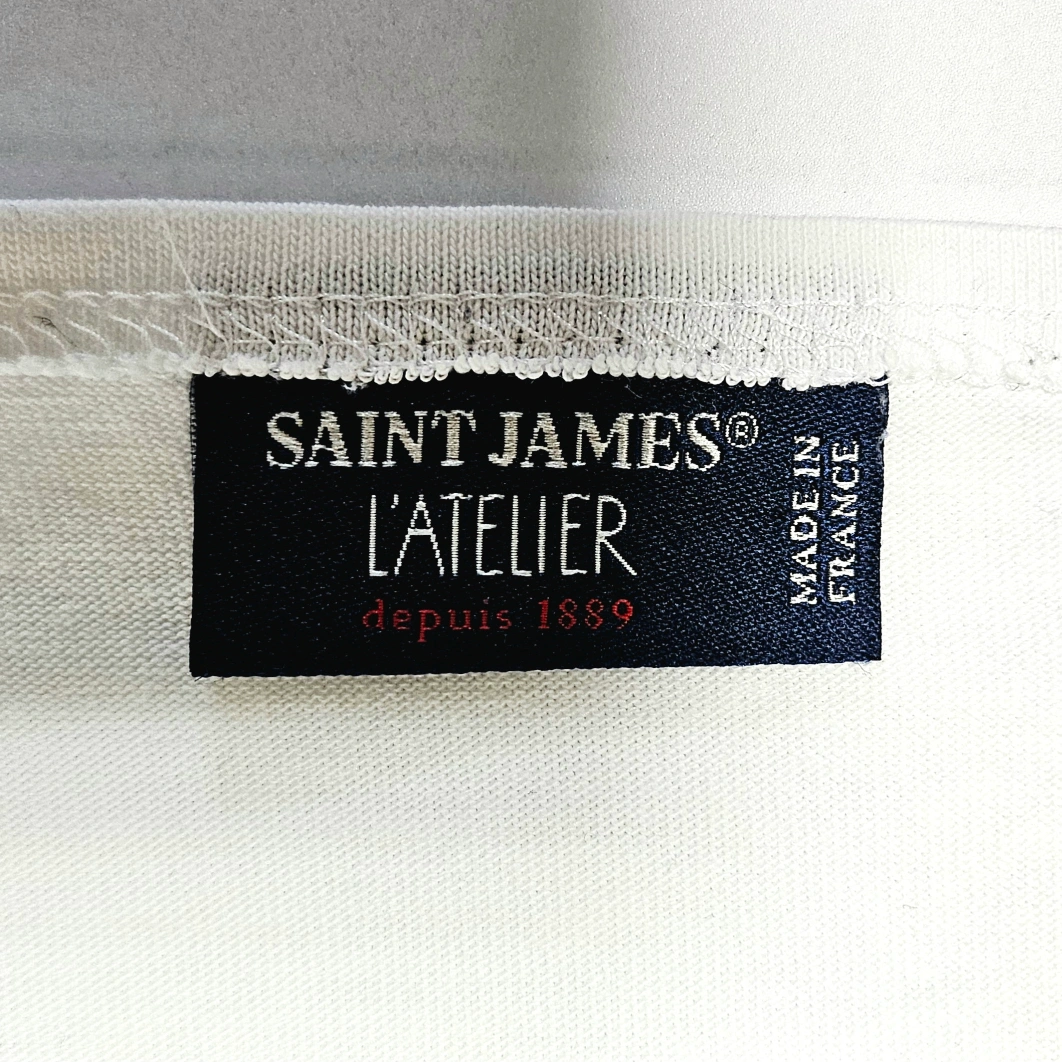 SAINT JAMES®
L'ATELIER
depuis 1889
MADE IN
FRANCE